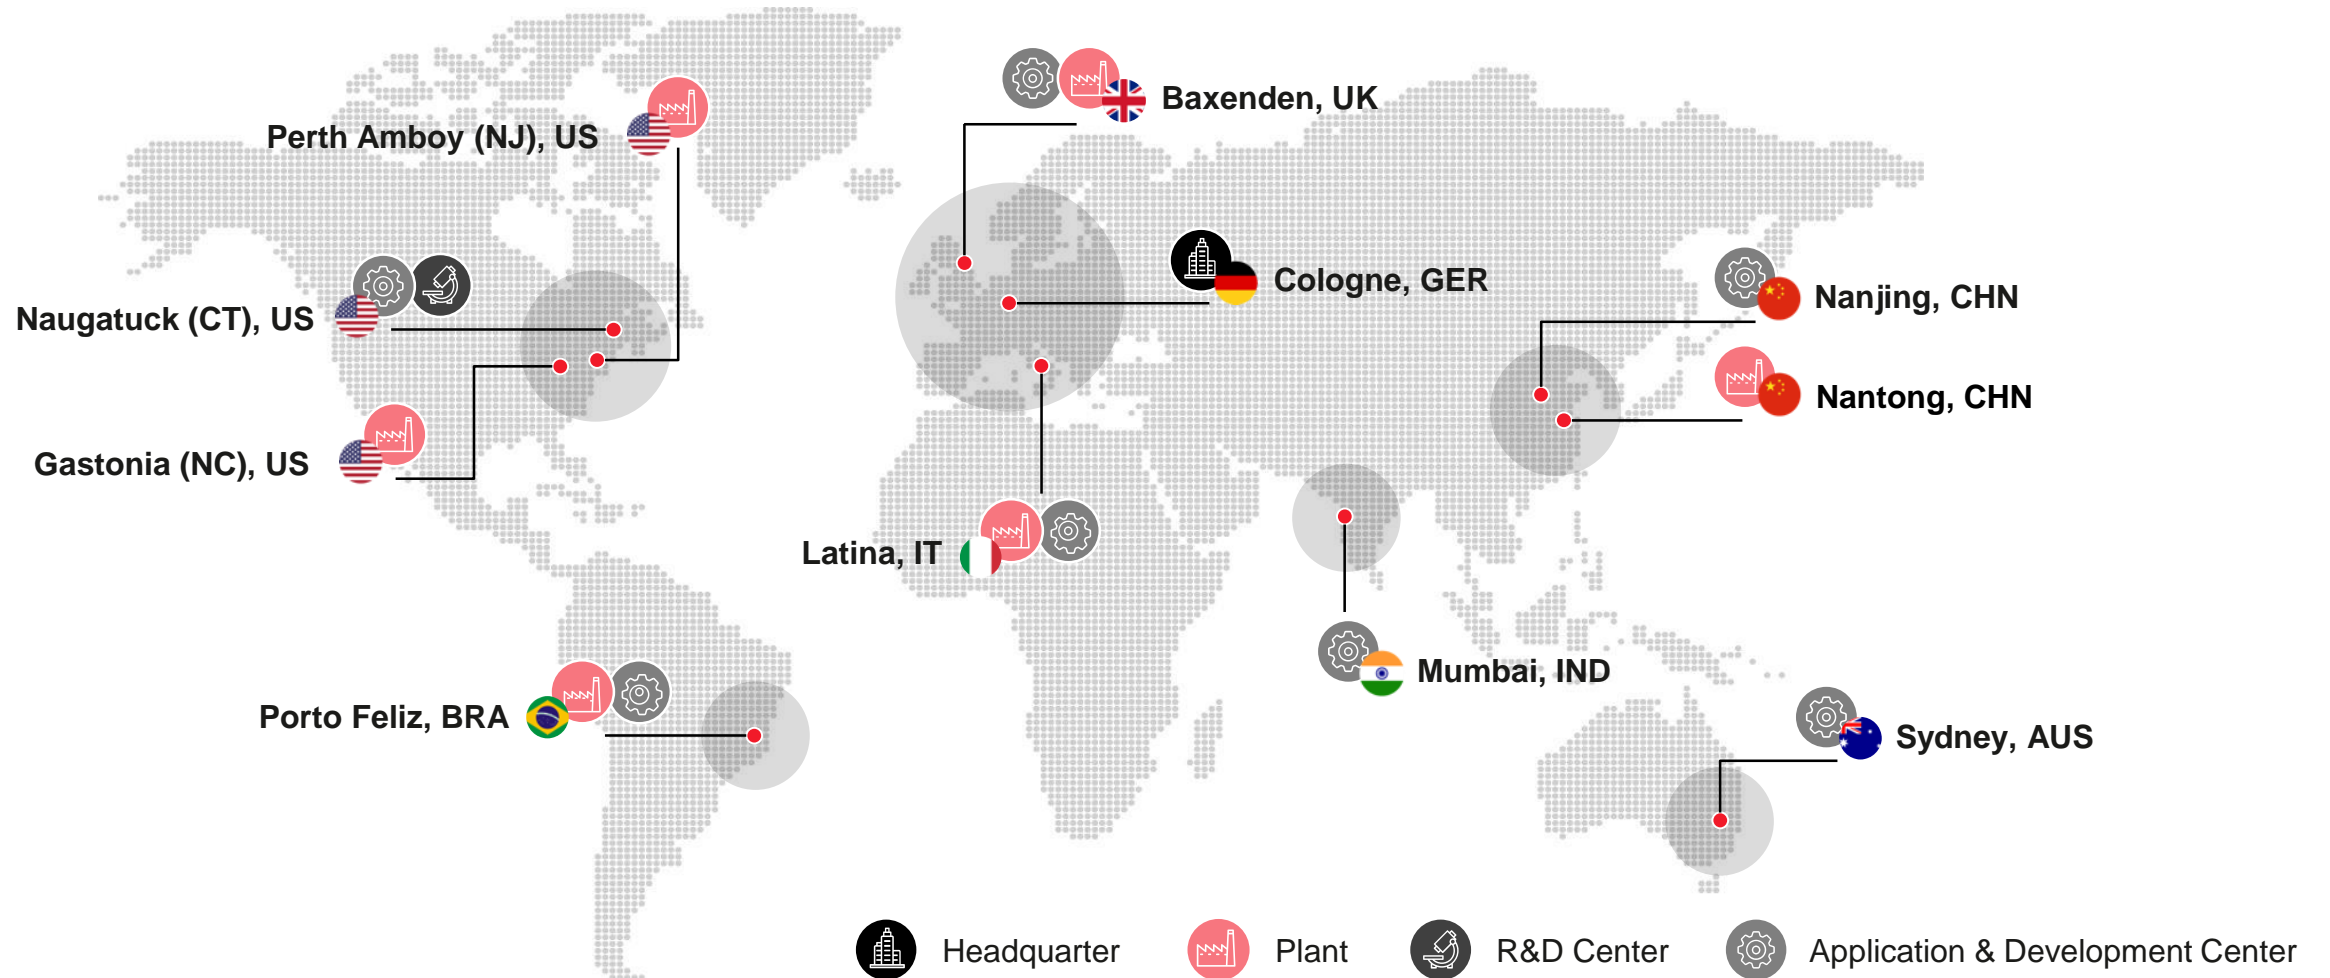 Baxenden, UK
Perth Amboy (NJ), US
Cologne, GER
Nanjing, CHN
Naugatuck (CT), US
Nantong, CHN
Gastonia (NC), US
Latina, IT
Mumbai, IND
Porto Feliz, BRA
Sydney, AUS
Headquarter
Plant
R&D Center
Application & Development Center